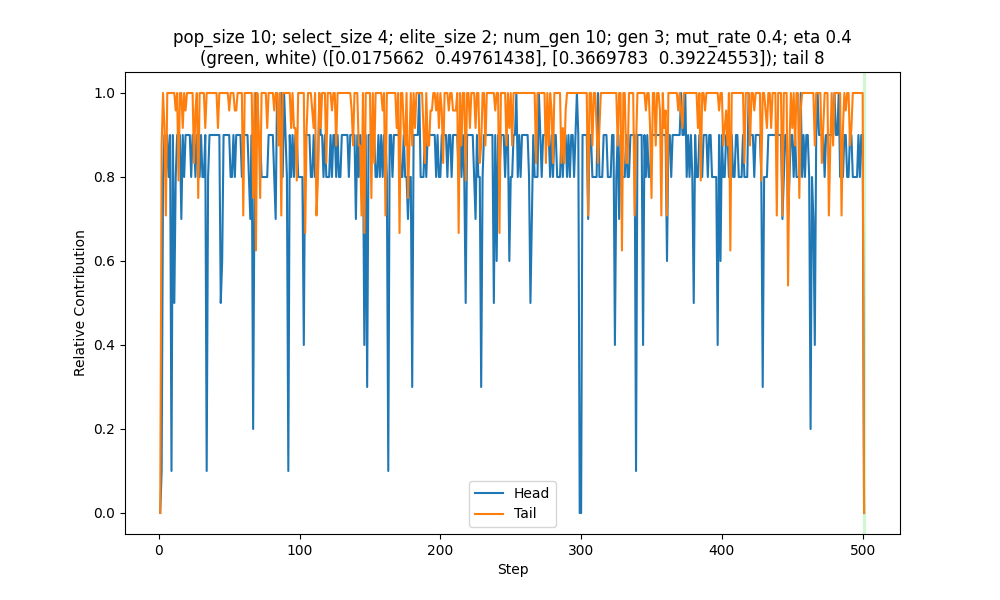 pop_size 10; select_size 4; elite_size 2; num_gen 10; gen 3; mut_rate 0.4; eta 0.4
(green, white) ([0.0175662  0.49761438], [0.3669783  0.39224553]); tail 8
1.0
0.8
0.6
0.4
0.2
0.0
Relative Contribution
Head
Tail
0
100
200
300
400
500
Step